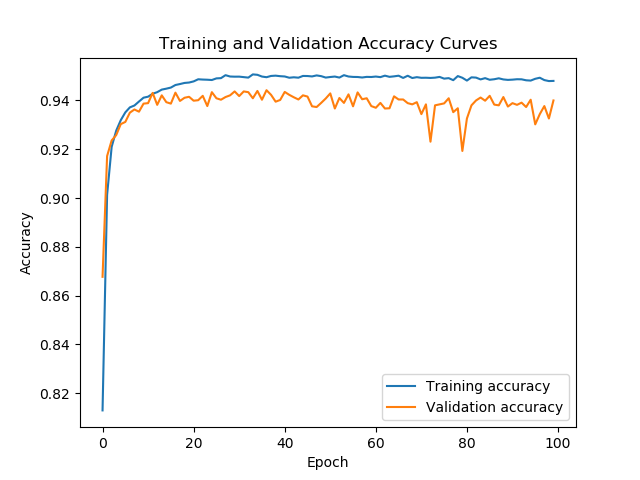 Training and Validation Accuracy Curves
0.94
0.92
0.90
0.88
0.86
0.84
0.82
Accuracy
Training accuracy
Validation accuracy
0
20
40
60
80
100
Epoch